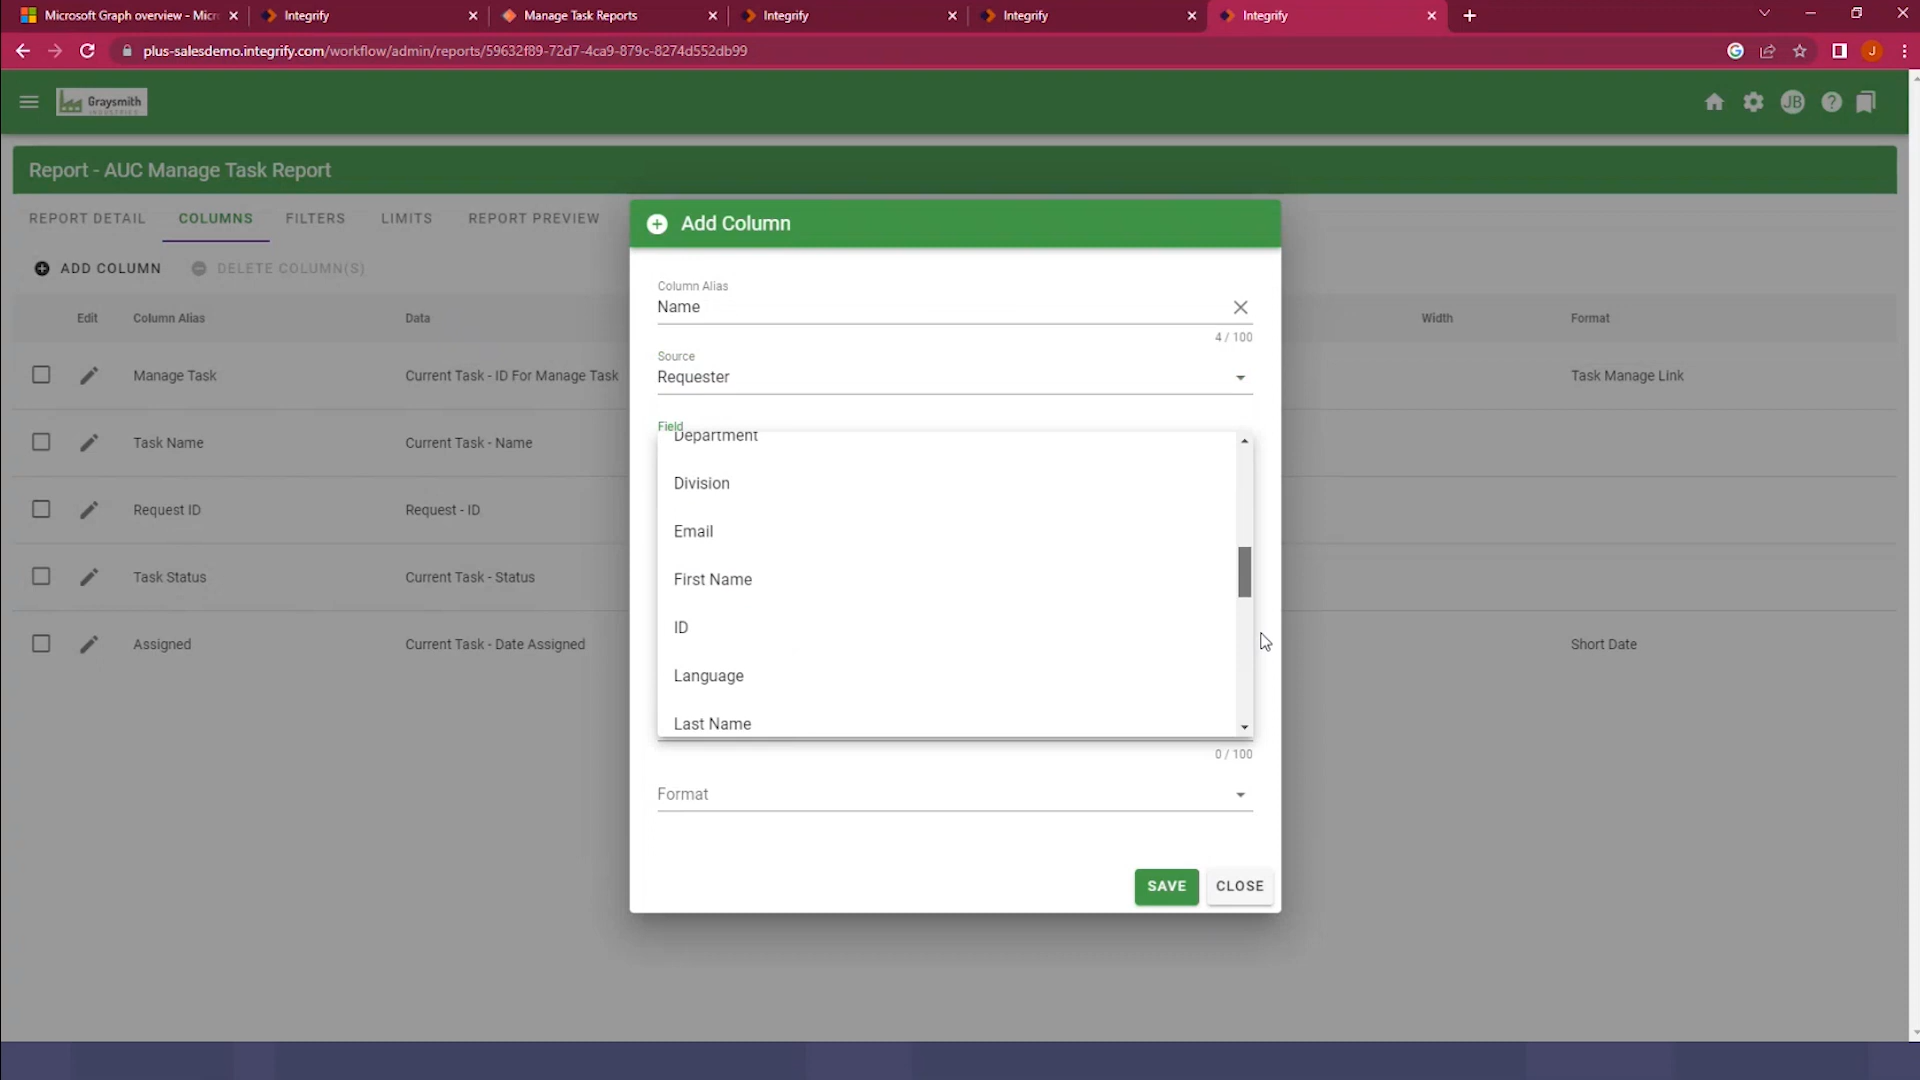 Microsoft Graph overview - Micr
Integrify
Manage Task Reports
Integrify
Integrify
Integrify
plus-salesdemo.integrify.com/workflow/admin/reports/59632f89-72d7-4ca9-879c-8274d552db99
J
Graysmith
INDUSTRIES
JB
Report - AUC Manage Task Report
REPORT DETAIL
COLUMNS
FILTERS
LIMITS
REPORT PREVIEW
ADD COLUMN
DELETE COLUMN(S)
Edit
Column Alias
Data
Width
Format
Manage Task
Current Task - ID For Manage Task
Task Manage Link
Task Name
Current Task - Name
Request ID
Request - ID
Task Status
Current Task - Status
Assigned
Current Task - Date Assigned
Short Date
Add Column
Column Alias
Name
4 / 100
Source
Requester
Field
Department
Division
Email
First Name
ID
Language
Last Name
0 / 100
Format
SAVE
CLOSE